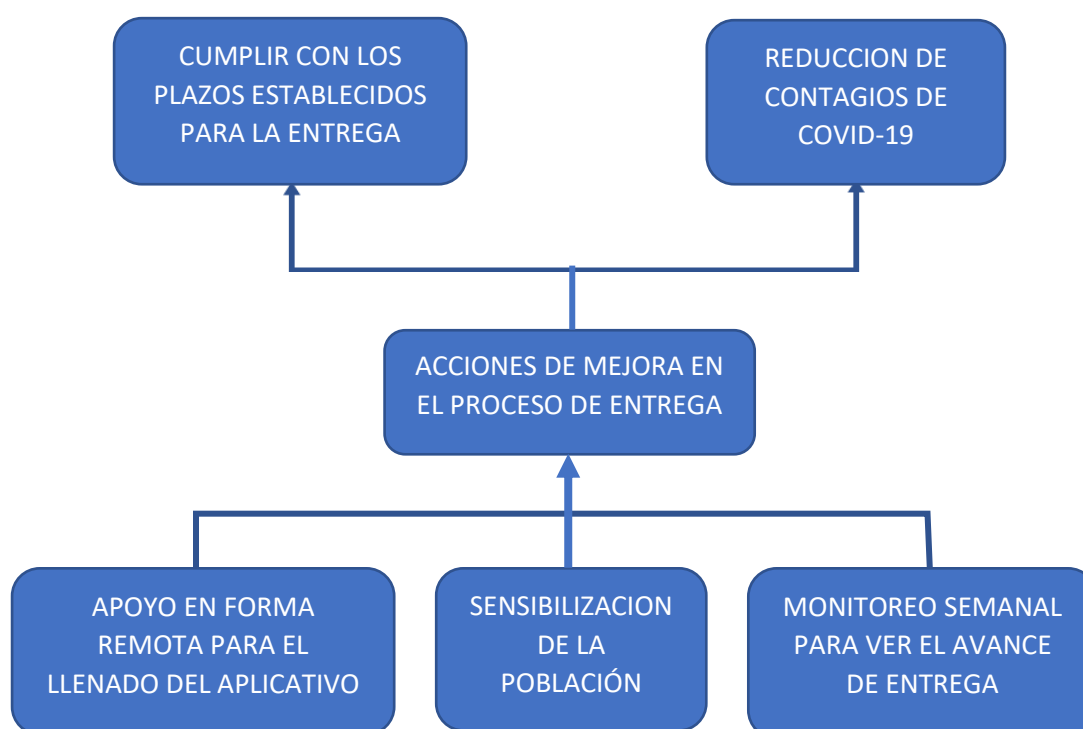 CUMPLIR CON LOS
PLAZOS ESTABLECIDOS
PARA LA ENTREGA
REDUCCION DE
CONTAGIOS DE
COVID-19
ACCIONES DE MEJORA EN
EL PROCESO DE ENTREGA
APOYO EN FORMA
REMOTA PARA EL
LLENADO DEL APLICATIVO
SENSIBILIZACION
DE LA
POBLACIÓN
MONITOREO SEMANAL
PARA VER EL AVANCE
DE ENTREGA